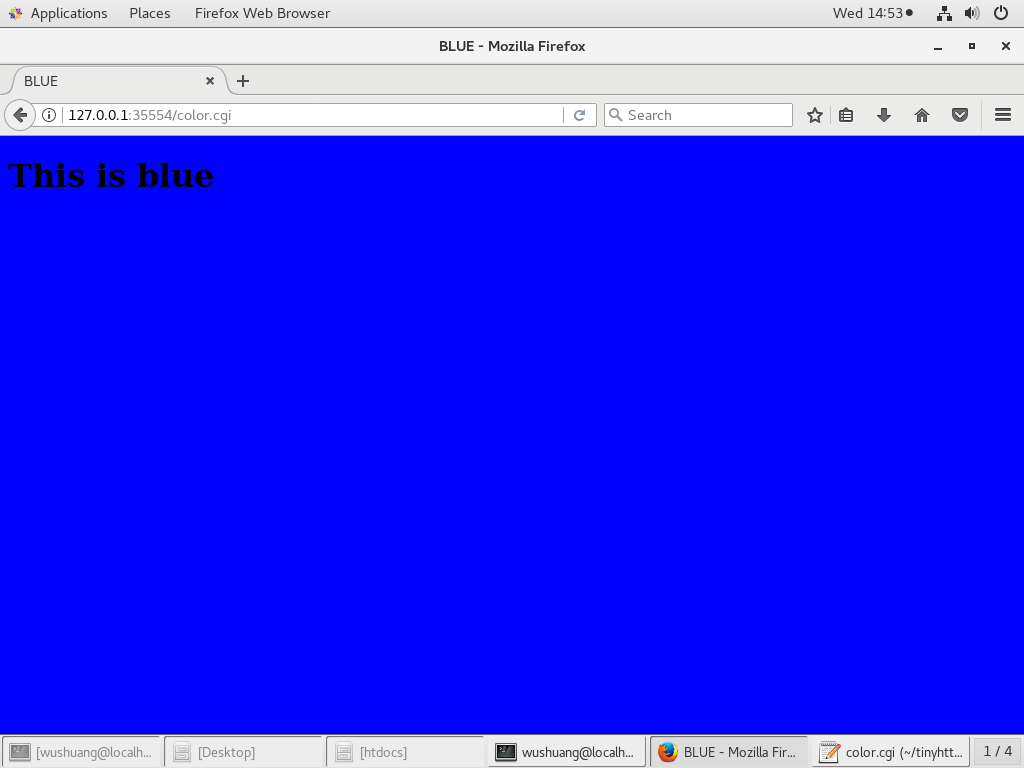 Applications Places Firefox Web Browser Wed 14:53
BLUE - Mozilla Firefox
BLUE
127.0.0.1:35554/color.cgi Search
This is blue
[wushuang@localh... [Desktop] [htdocs] wushuang@localh... BLUE - Mozilla Fir... color.cgi (~/tinyhtt... 1 / 4